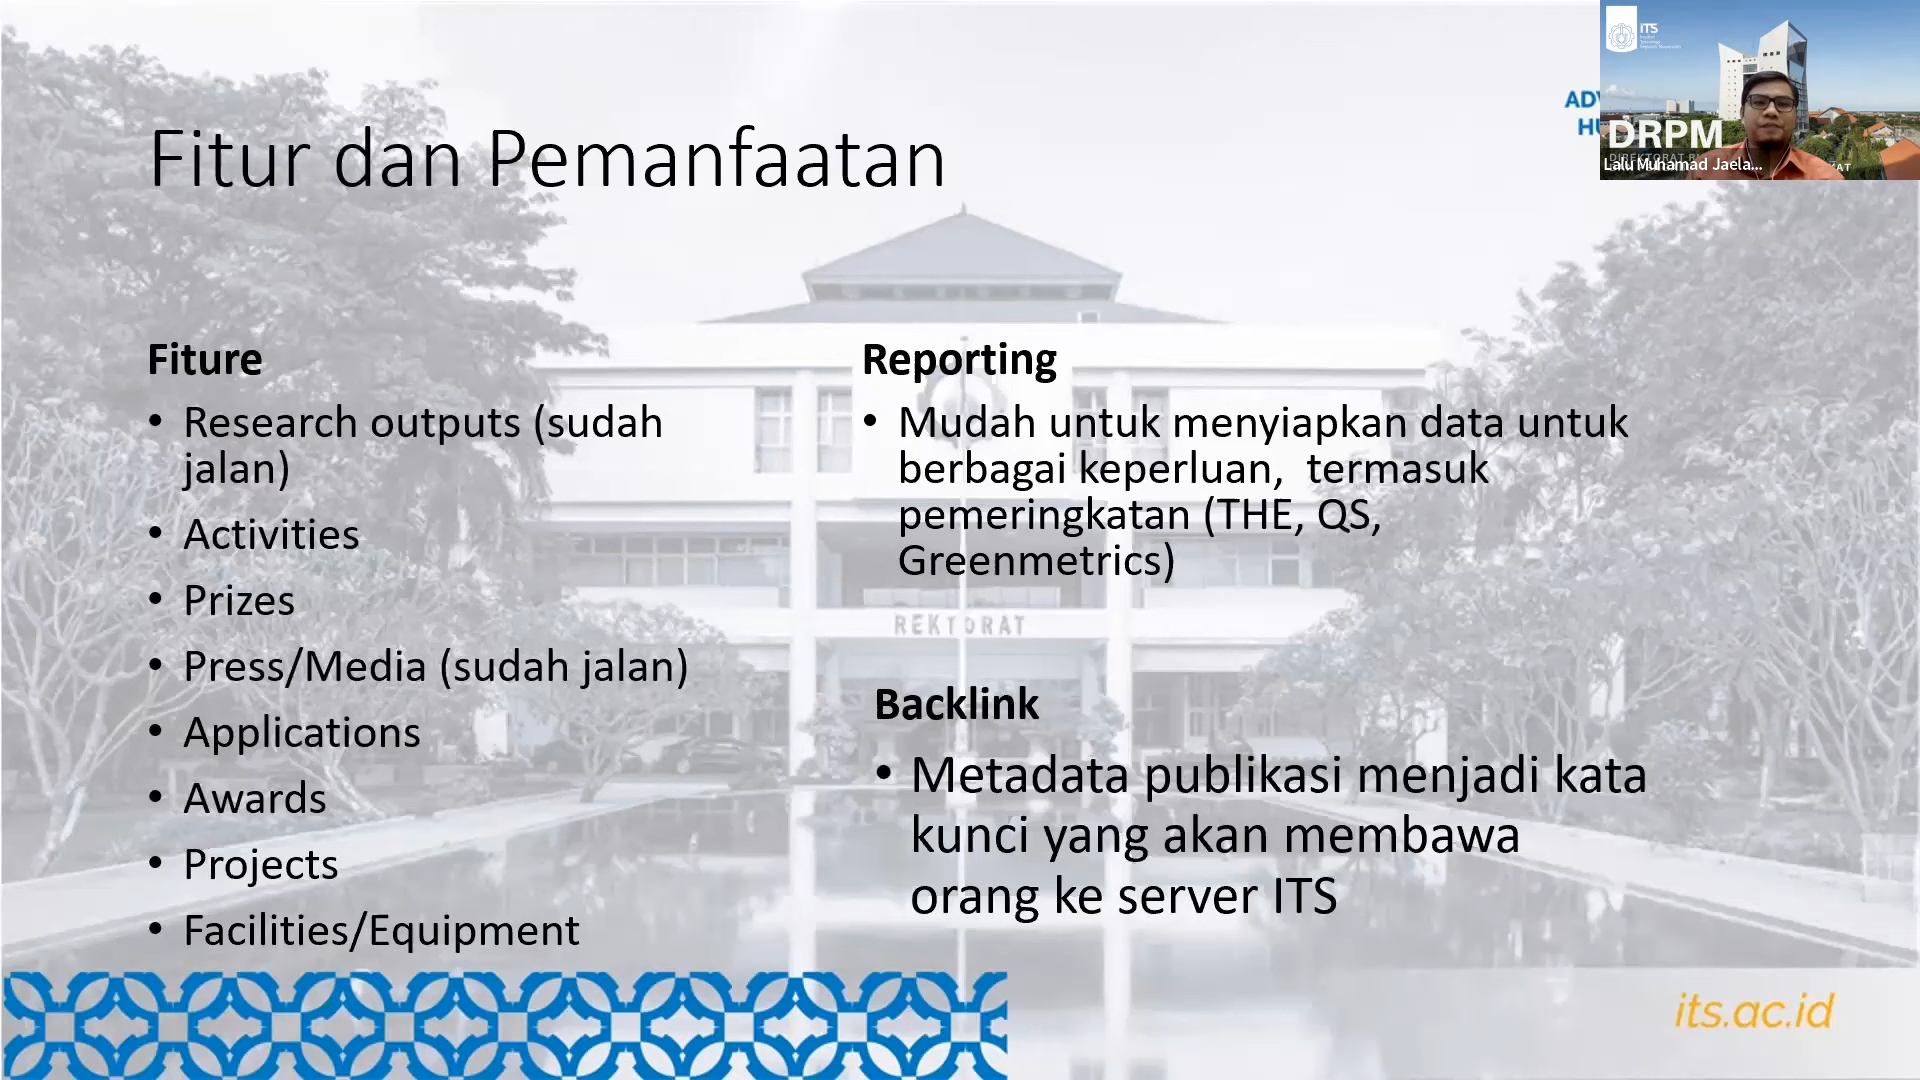 Fitur dan Pemanfaatan
Fiture
• Research outputs (sudah
jalan)
• Activities
• Prizes
• Press/Media (sudah jalan)
• Applications
• Awards
• Projects
• Facilities/Equipment
Reporting
• Mudah untuk menyiapkan data untuk
berbagai keperluan, termasuk
pemeringkatan (THE, QS,
Greenmetrics)
REKTORAT
Backlink
• Metadata publikasi menjadi kata
kunci yang akan membawa
orang ke server ITS
its.ac.id
ITS
DRPM
Lalu Muhamad Jaela...